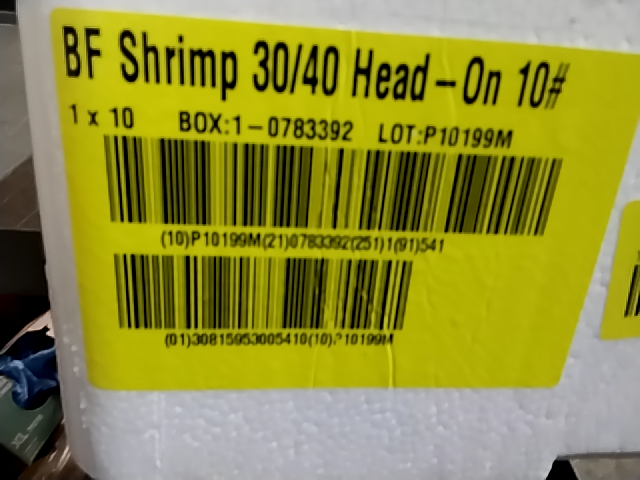 BF Shrimp 30/40 Head-On 10#
1 x 10 BOX:1-0783392 LOT:P10199M
(10)P10199M(21)0783392(251)1(91)541
(01)30815953005410(10)P10199M
XL